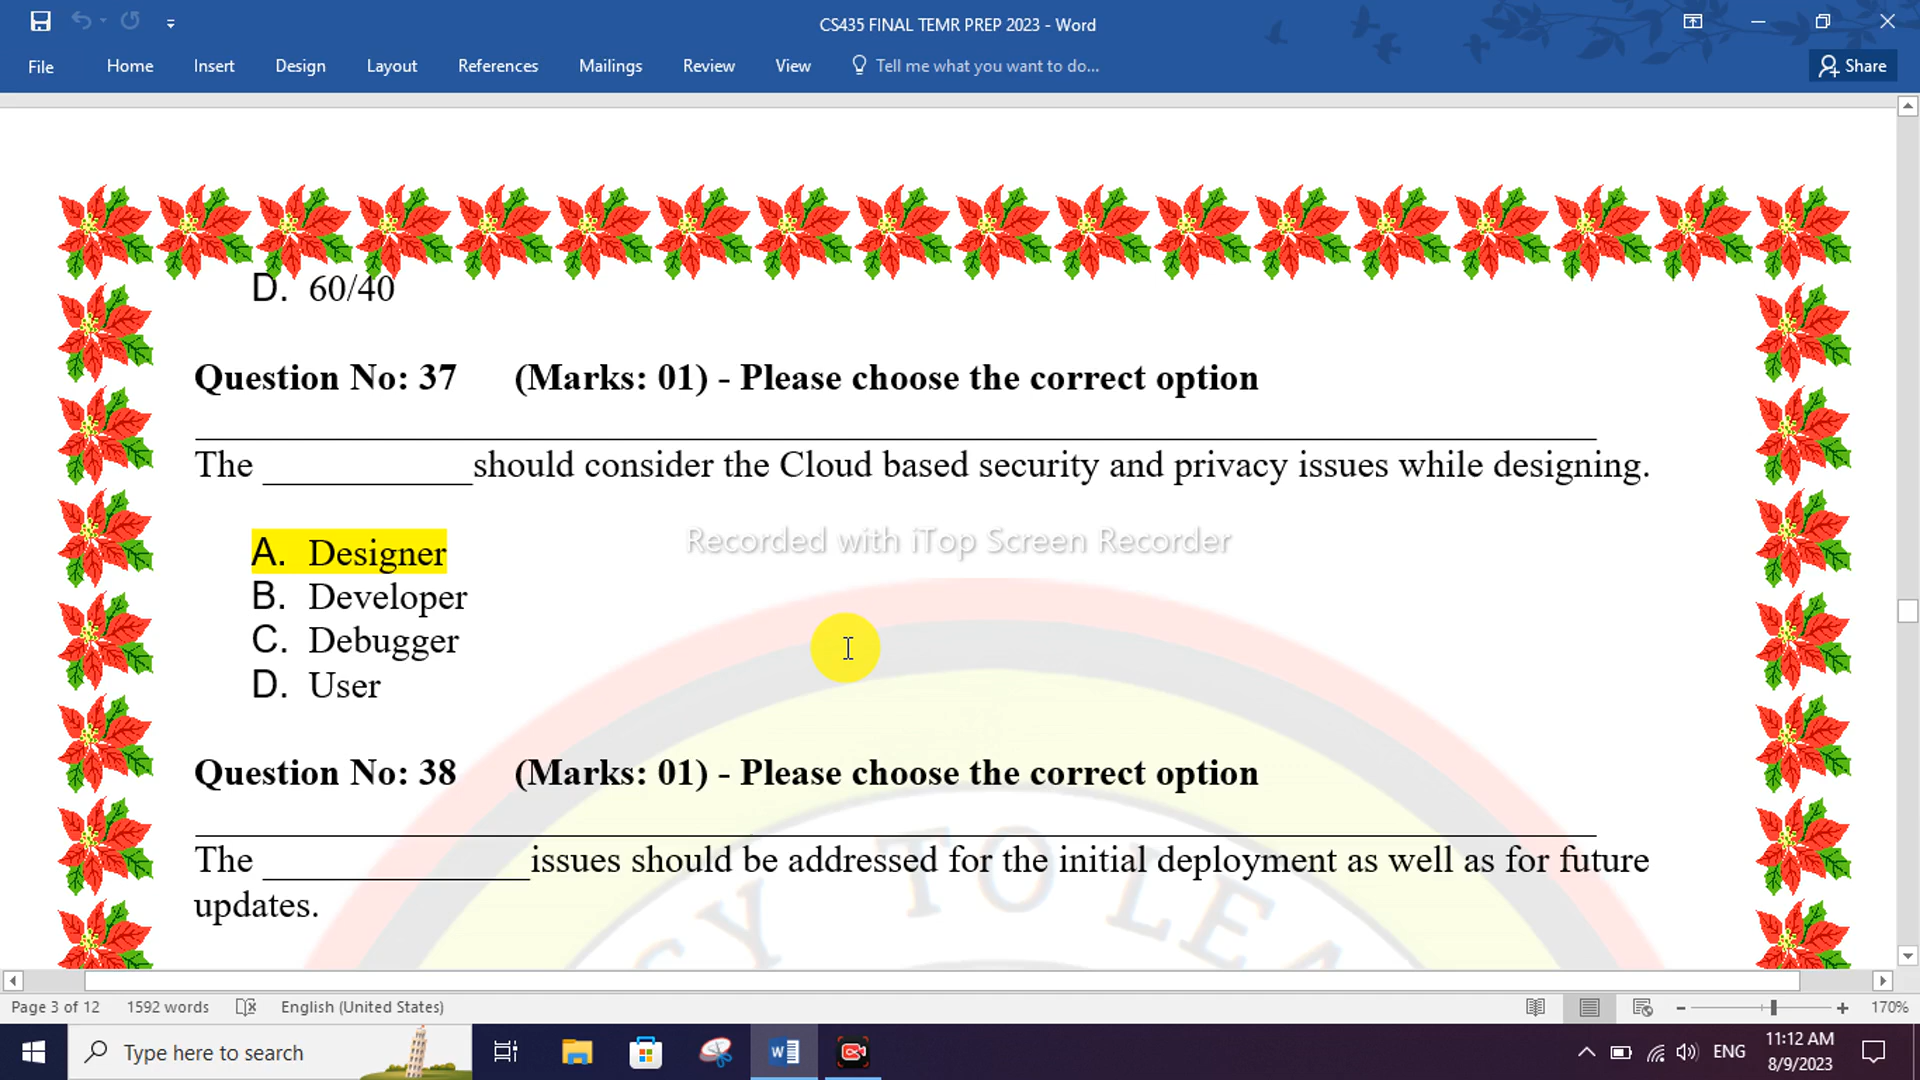 CS435 FINAL TEMR PREP 2023 - Word
File Home Insert Design Layout References Mailings Review View Tell me what you want to do... Share
D. 60/40
Question No: 37 (Marks: 01) - Please choose the correct option
The ___________should consider the Cloud based security and privacy issues while designing.
Recorded with iTop Screen Recorder
A. Designer
B. Developer
C. Debugger
D. User
Question No: 38 (Marks: 01) - Please choose the correct option
The ______________issues should be addressed for the initial deployment as well as for future
updates.
CY TO LEA
Page 3 of 12 1592 words English (United States) 170%
Type here to search ENG 11:12 AM
8/9/2023